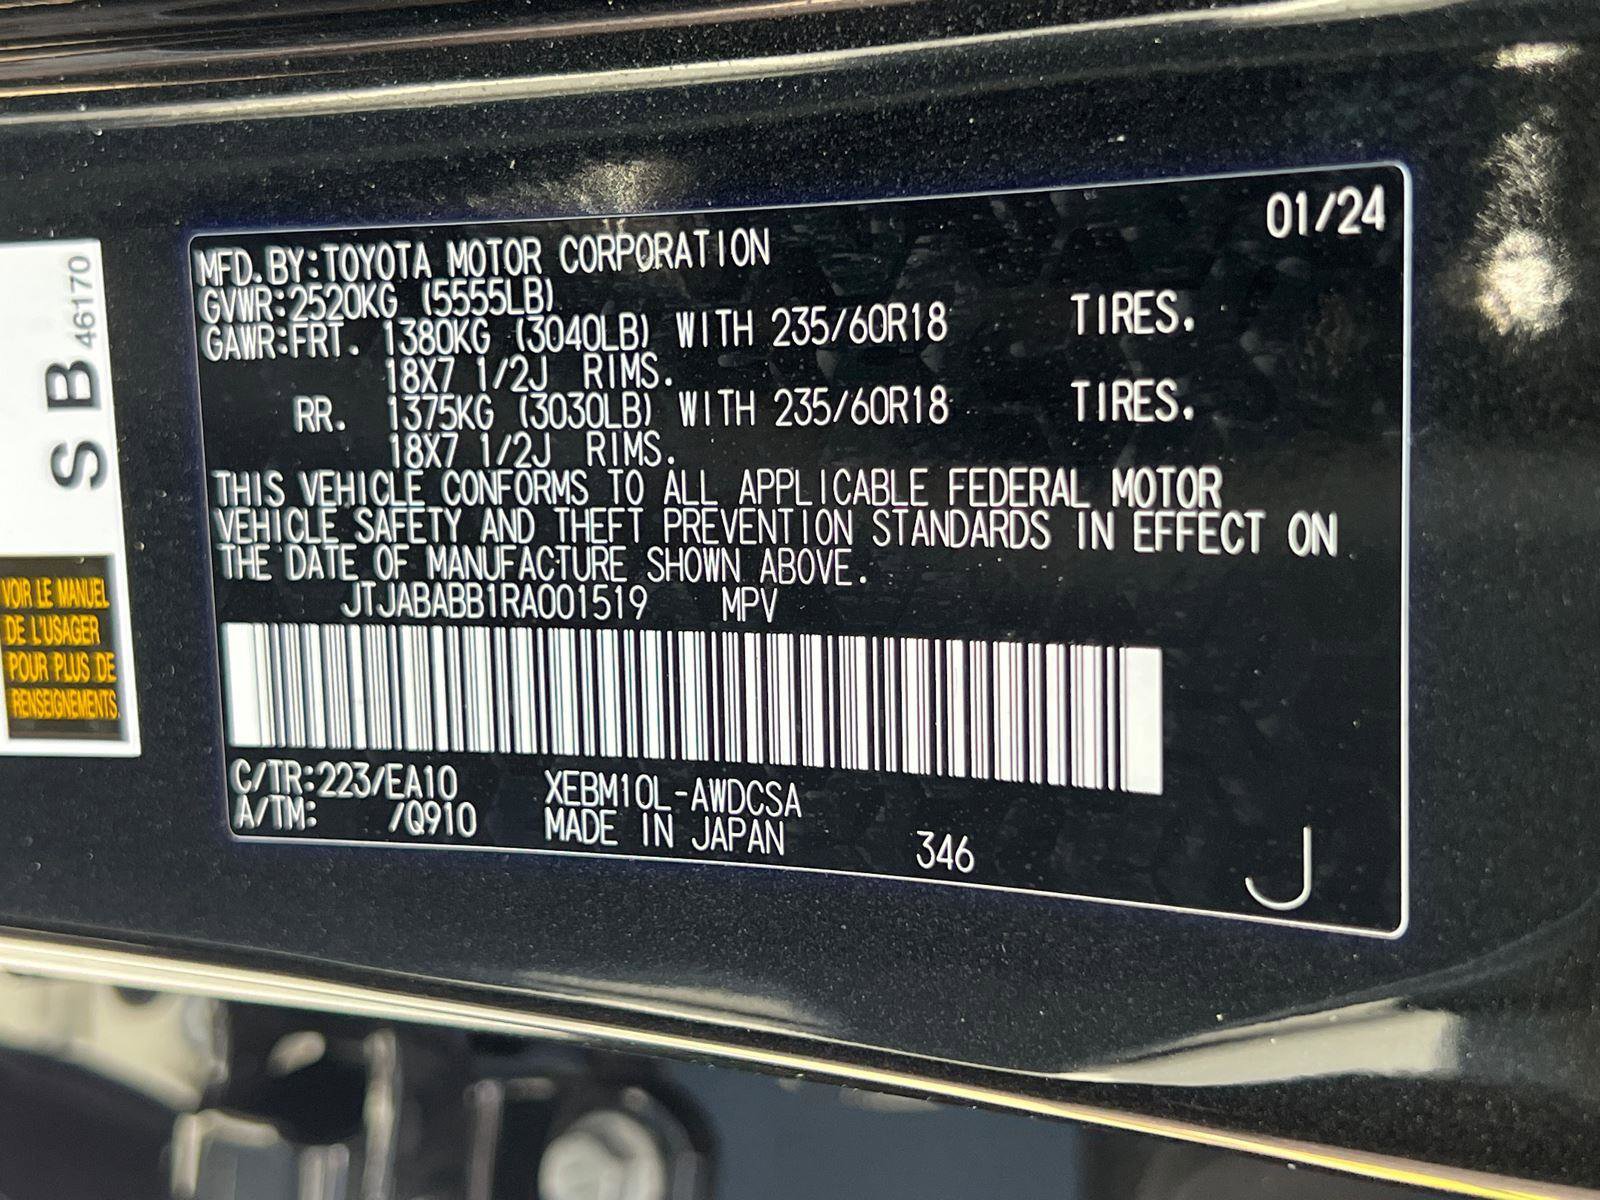 01/24
MFD.BY:TOYOTA MOTOR CORPORATION
GVWR:2520KG (5555LB)
GAWR:FRT. 1380KG (3040LB) WITH 235/60R18 TIRES.
18X7 1/2J RIMS.
RR. 1375KG (3030LB) WITH 235/60R18 TIRES.
18X7 1/2J RIMS.
THIS VEHICLE CONFORMS TO ALL APPLICABLE FEDERAL MOTOR
VEHICLE SAFETY AND THEFT PREVENTION STANDARDS IN EFFECT ON
THE DATE OF MANUFACTURE SHOWN ABOVE.
JTJABABB1RA001519 MPV
C/TR:223/EA10 XEBM10L-AWDCSA
A/TM: /Q910 MADE IN JAPAN 346
J
S B 46170
VOIR LE MANUEL
DE L'USAGER
POUR PLUS DE
RENSEIGNEMENTS.